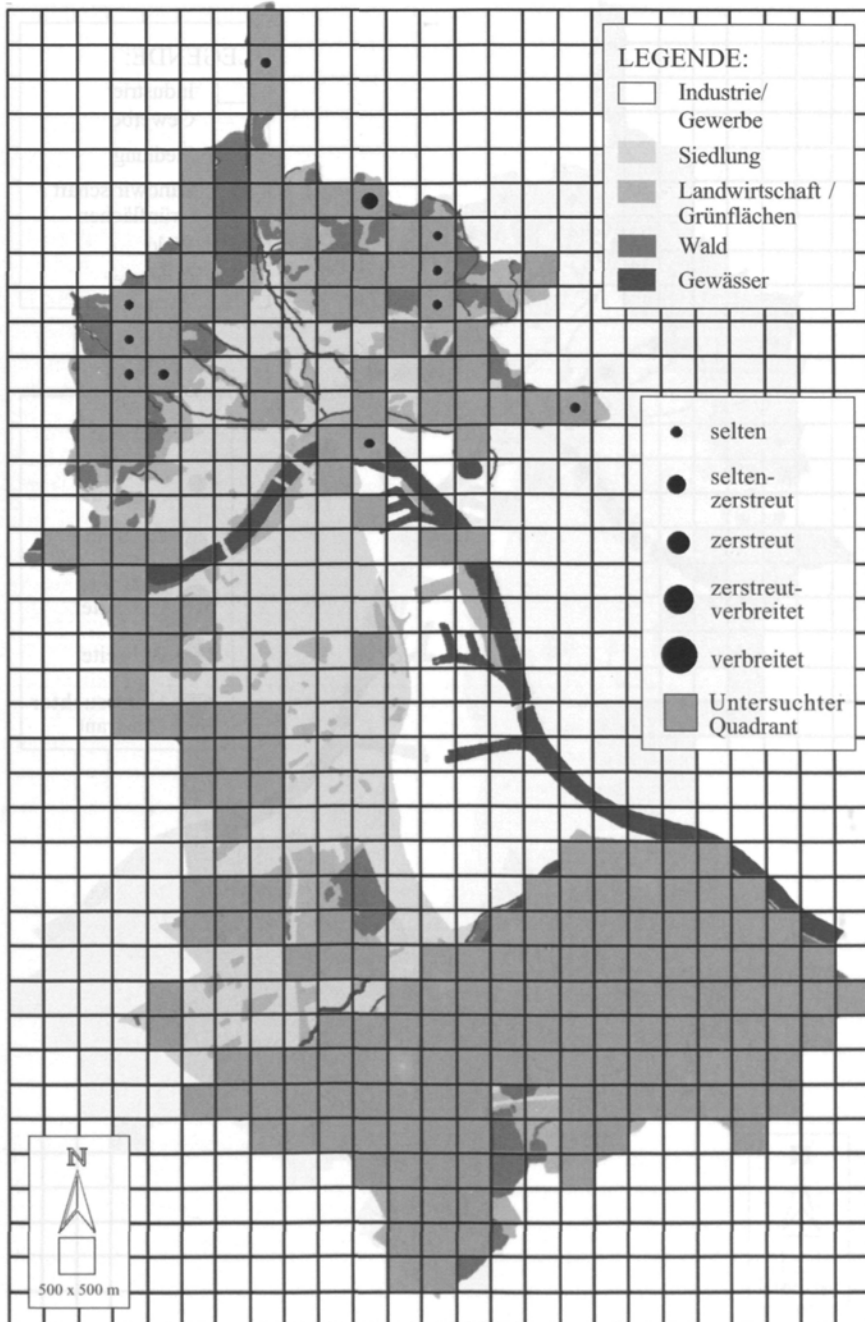 LEGENDE:
Industrie/
Gewerbe
Siedlung
Landwirtschaft /
Grünflächen
Wald
Gewässer
selten
selten-
zerstreut
zerstreut
zerstreut-
verbreitet
verbreitet
Untersuchter
Quadrant
N
500 x 500 m